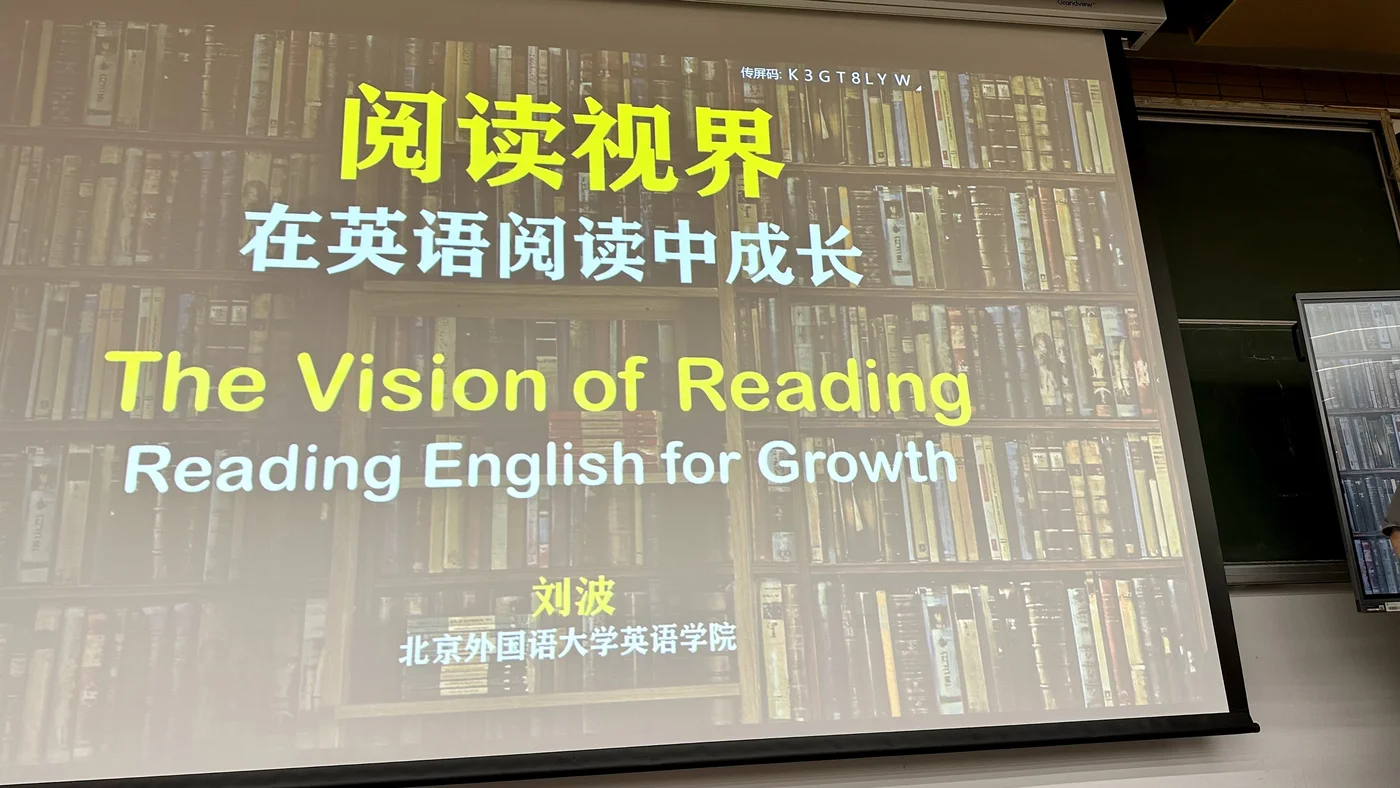 Grandview
传屏码: K3GT8LYW
阅读视界
在英语阅读中成长
The Vision of Reading
Reading English for Growth
刘波
北京外国语大学英语学院